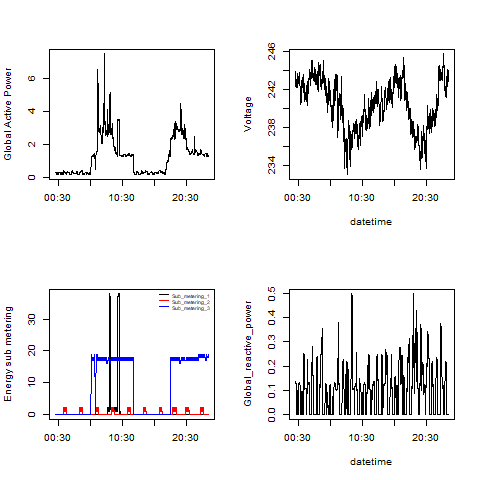 Global Active Power
6
4
2
0
00:30 10:30 20:30
Voltage
246
242
238
234
00:30 10:30 20:30
datetime
Energy sub metering
30
20
10
0
Sub_metering_1
Sub_metering_2
Sub_metering_3
00:30 10:30 20:30
Global_reactive_power
0.5
0.4
0.3
0.2
0.1
0.0
00:30 10:30 20:30
datetime